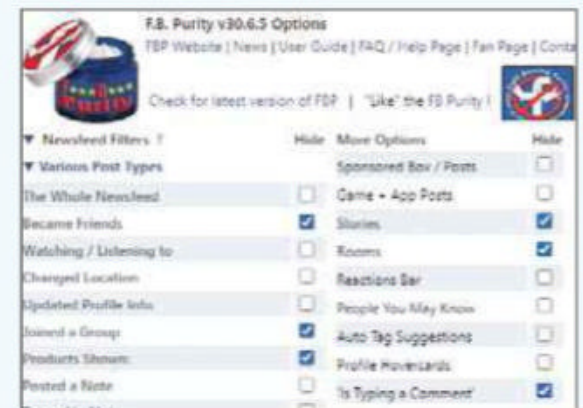 F.B. Purity v30.6.5 Options
FBP Website | News | User Guide | FAQ / Help Page | Fan Page | Conta
Purity
Check for latest version of FBP | "Like" the FB Purity
▼ Newsfeed Filters ? Hide
▼ Various Post Types
The Whole Newsfeed
Became Friends
Watching / Listening to
Changed Location
Updated Profile Info
Joined a Group
Products Shown
Posted a Note
More Options Hide
Sponsored Box / Posts
Game + App Posts
Stories
Rooms
Reactions Bar
People You May Know
Auto Tag Suggestions
Profile Hovercards
'Is Typing a Comment'